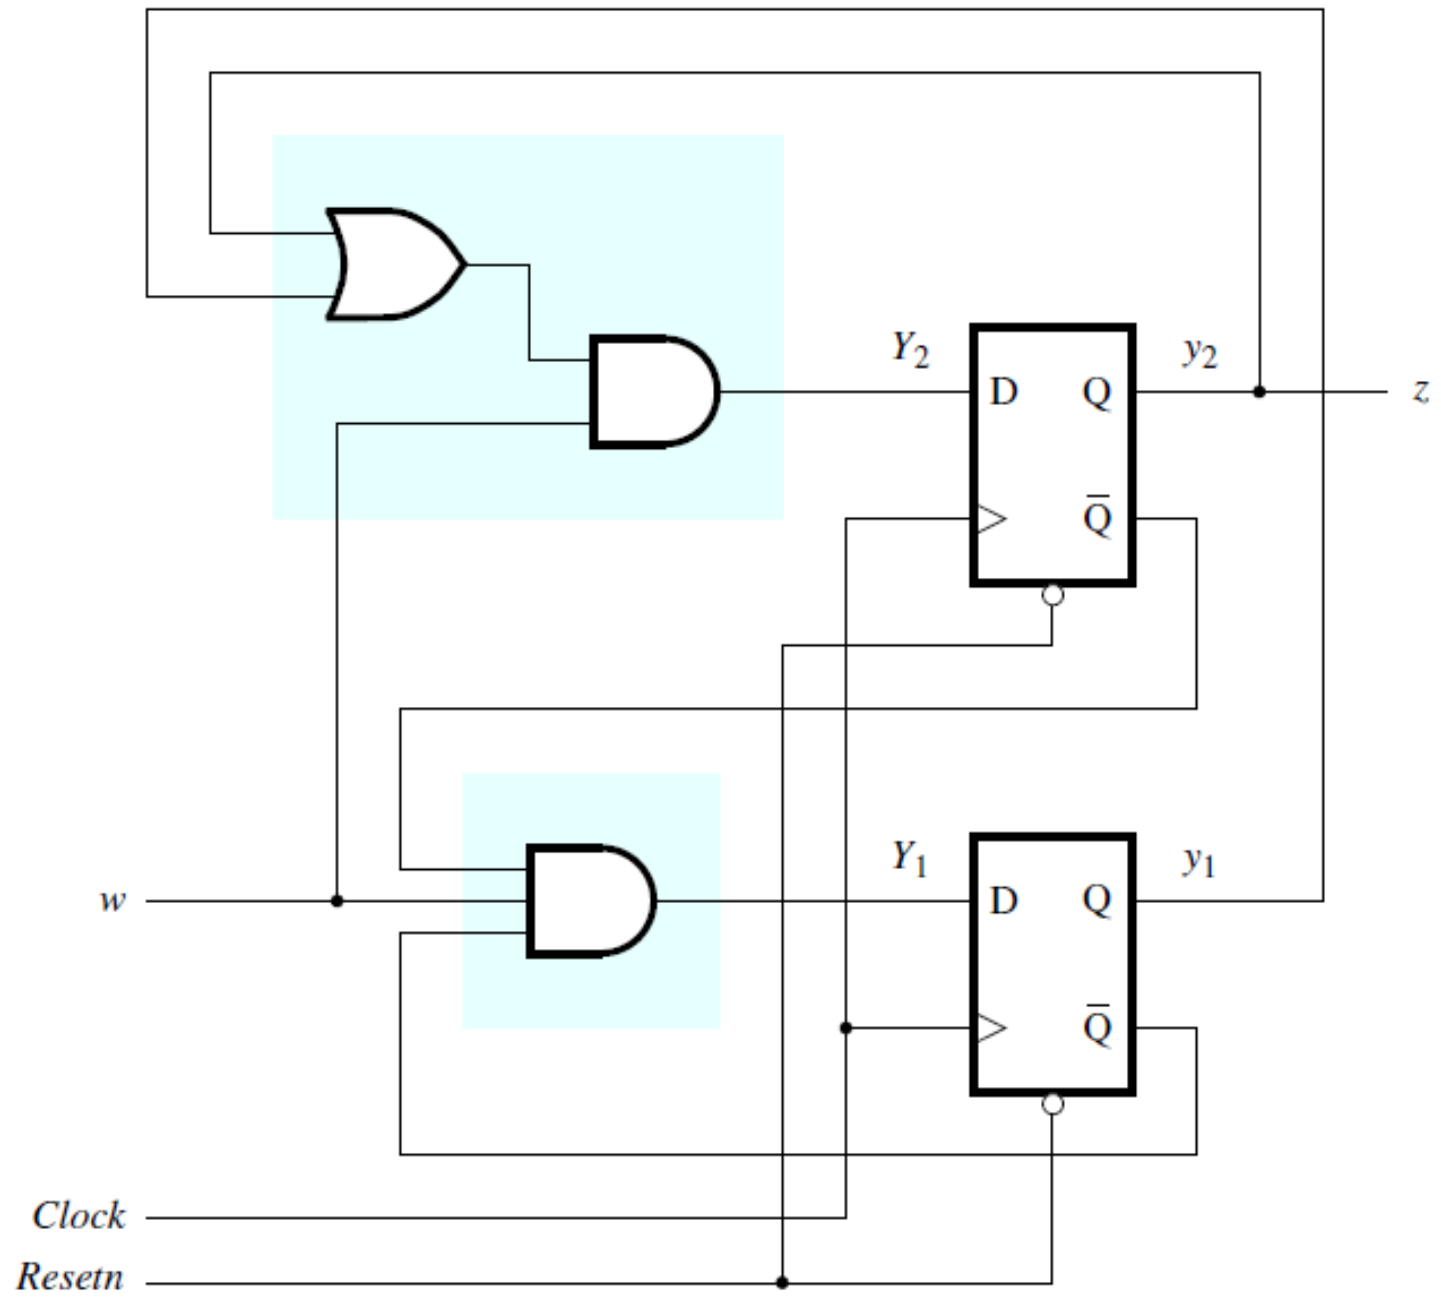 Y₂ y₂
D Q z
Q̅
Y₁ y₁
w D Q
Q̅
Clock
Resetn